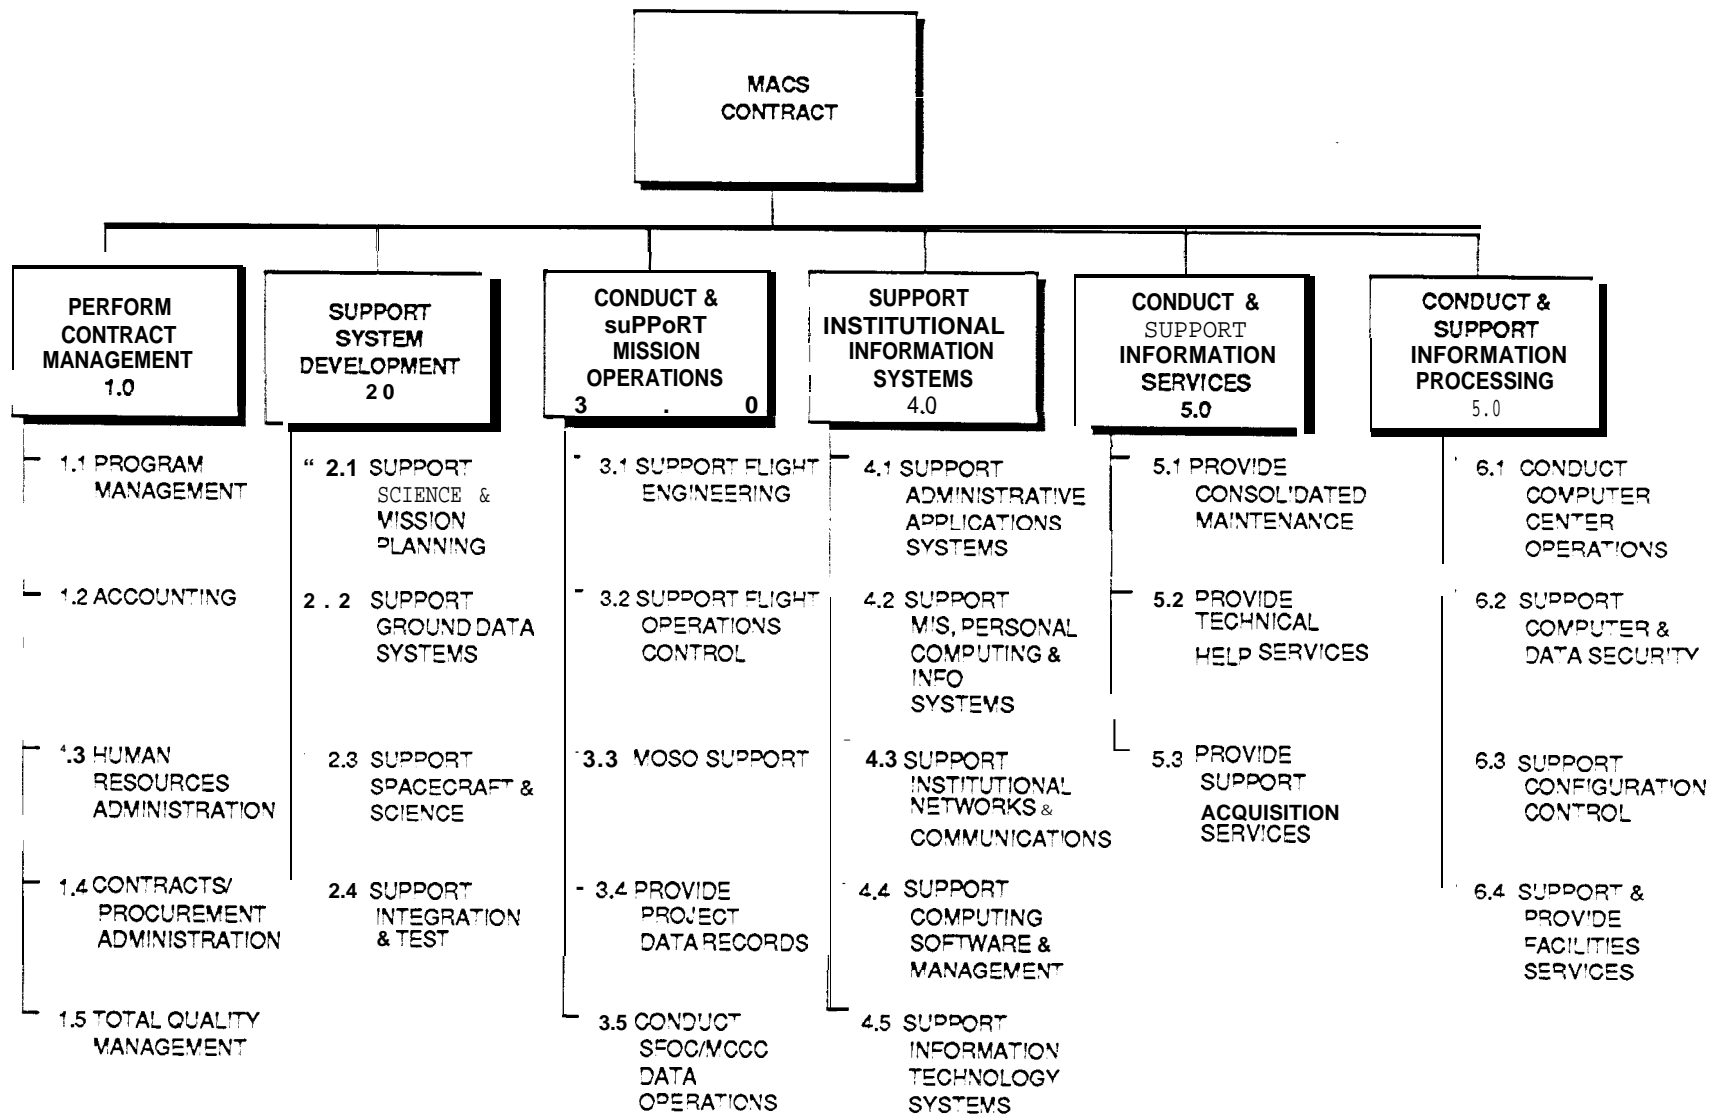 MACS
CONTRACT
PERFORM
CONTRACT
MANAGEMENT
1.0
SUPPORT
SYSTEM
DEVELOPMENT
2 0
CONDUCT &
suPPoRT
MISSION
OPERATIONS
3 . 0
SUPPORT
INSTITUTIONAL
INFORMATION
SYSTEMS
4.0
CONDUCT &
SUPPORT
INFORMATION
SERVICES
5.0
CONDUCT &
SUPPORT
INFORMATION
PROCESSING
5.0
1.1 PROGRAM
MANAGEMENT
1.2 ACCOUNTING
1.3 HUMAN
RESOURCES
ADMINISTRATION
1.4 CONTRACTS/
PROCUREMENT
ADMINISTRATION
1.5 TOTAL QUALITY
MANAGEMENT
2.1 SUPPORT
SCIENCE &
MISSION
PLANNING
2 . 2 SUPPORT
GROUND DATA
SYSTEMS
2.3 SUPPORT
SPACECRAFT &
SCIENCE
2.4 SUPPORT
INTEGRATION
& TEST
3.1 SUPPORT FLIGHT
ENGINEERING
3.2 SUPPORT FLIGHT
OPERATIONS
CONTROL
3.3 MOSO SUPPORT
3.4 PROVIDE
PROJECT
DATA RECORDS
3.5 CONDUCT
SFOC/MCCC
DATA
OPERATIONS
4.1 SUPPORT
ADMINISTRATIVE
APPLICATIONS
SYSTEMS
4.2 SUPPORT
MIS, PERSONAL
COMPUTING &
INFO
SYSTEMS
4.3 SUPPORT
INSTITUTIONAL
NETWORKS &
COMMUNICATIONS
4.4 SUPPORT
COMPUTING
SOFTWARE &
MANAGEMENT
4.5 SUPPORT
INFORMATION
TECHNOLOGY
SYSTEMS
5.1 PROVIDE
CONSOLIDATED
MAINTENANCE
5.2 PROVIDE
TECHNICAL
HELP SERVICES
5.3 PROVIDE
SUPPORT
ACQUISITION
SERVICES
6.1 CONDUCT
COMPUTER
CENTER
OPERATIONS
6.2 SUPPORT
COMPUTER &
DATA SECURITY
6.3 SUPPORT
CONFIGURATION
CONTROL
6.4 SUPPORT &
PROVIDE
FACILITIES
SERVICES